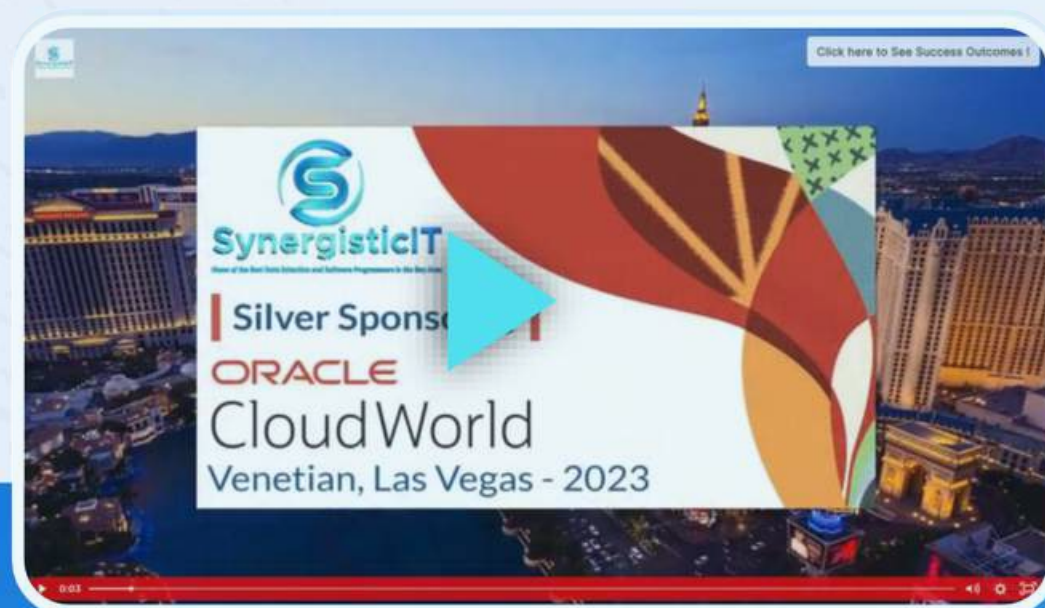 Click here to See Success Outcomes !
SynergisticIT
Silver Spons
ORACLE
CloudWorld
Venetian, Las Vegas - 2023
0:03